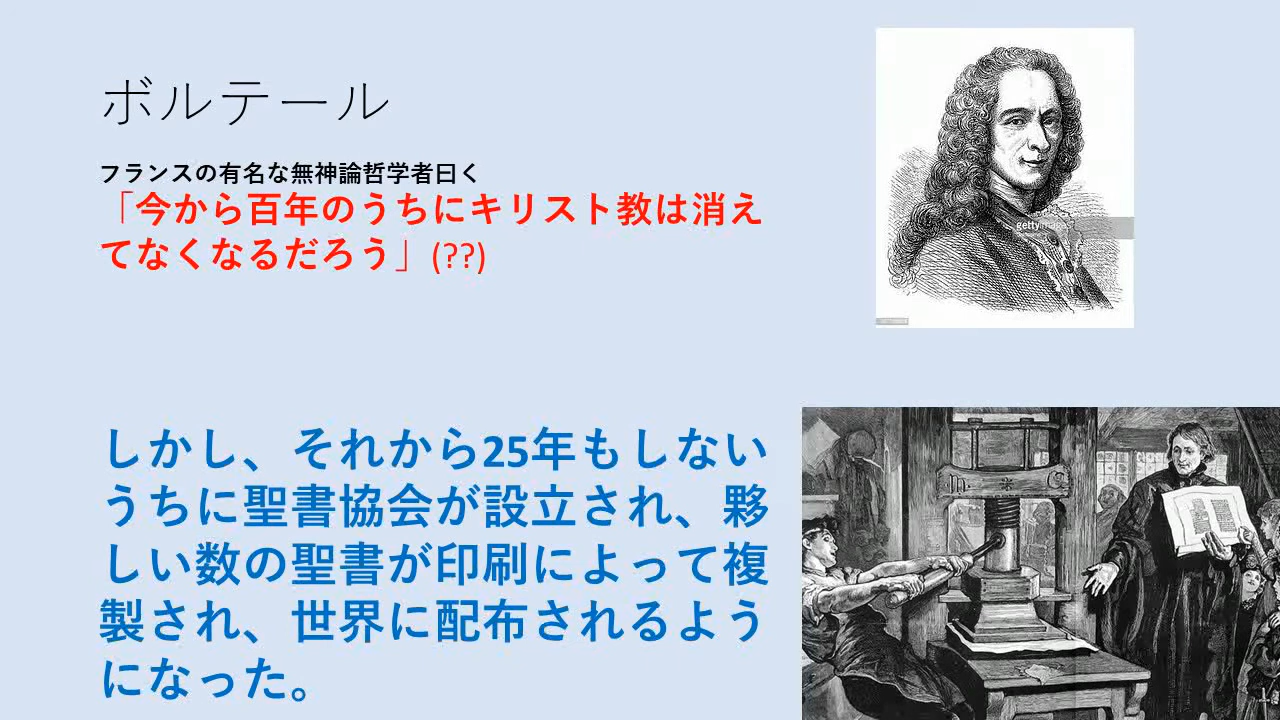 ボルテール
フランスの有名な無神論哲学者曰く
「今から百年のうちにキリスト教は消え
てなくなるだろう」(??)
gettyimages
しかし、それから25年もしない
うちに聖書協会が設立され、夥
しい数の聖書が印刷によって複
製され、世界に配布されるよう
になった。